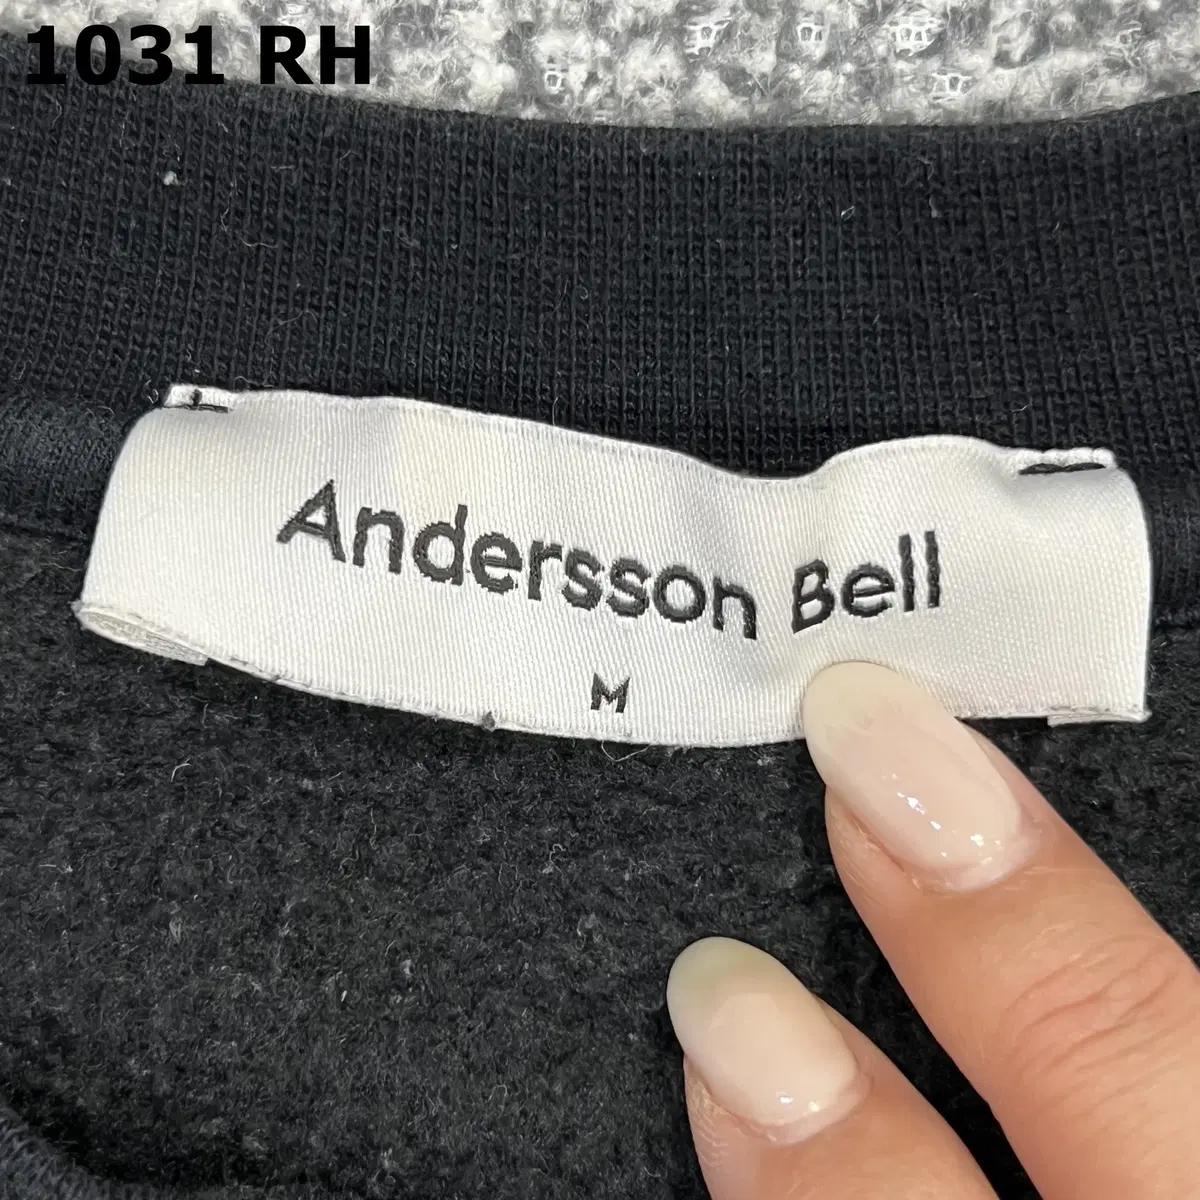 1031 RH
Andersson Bell
M